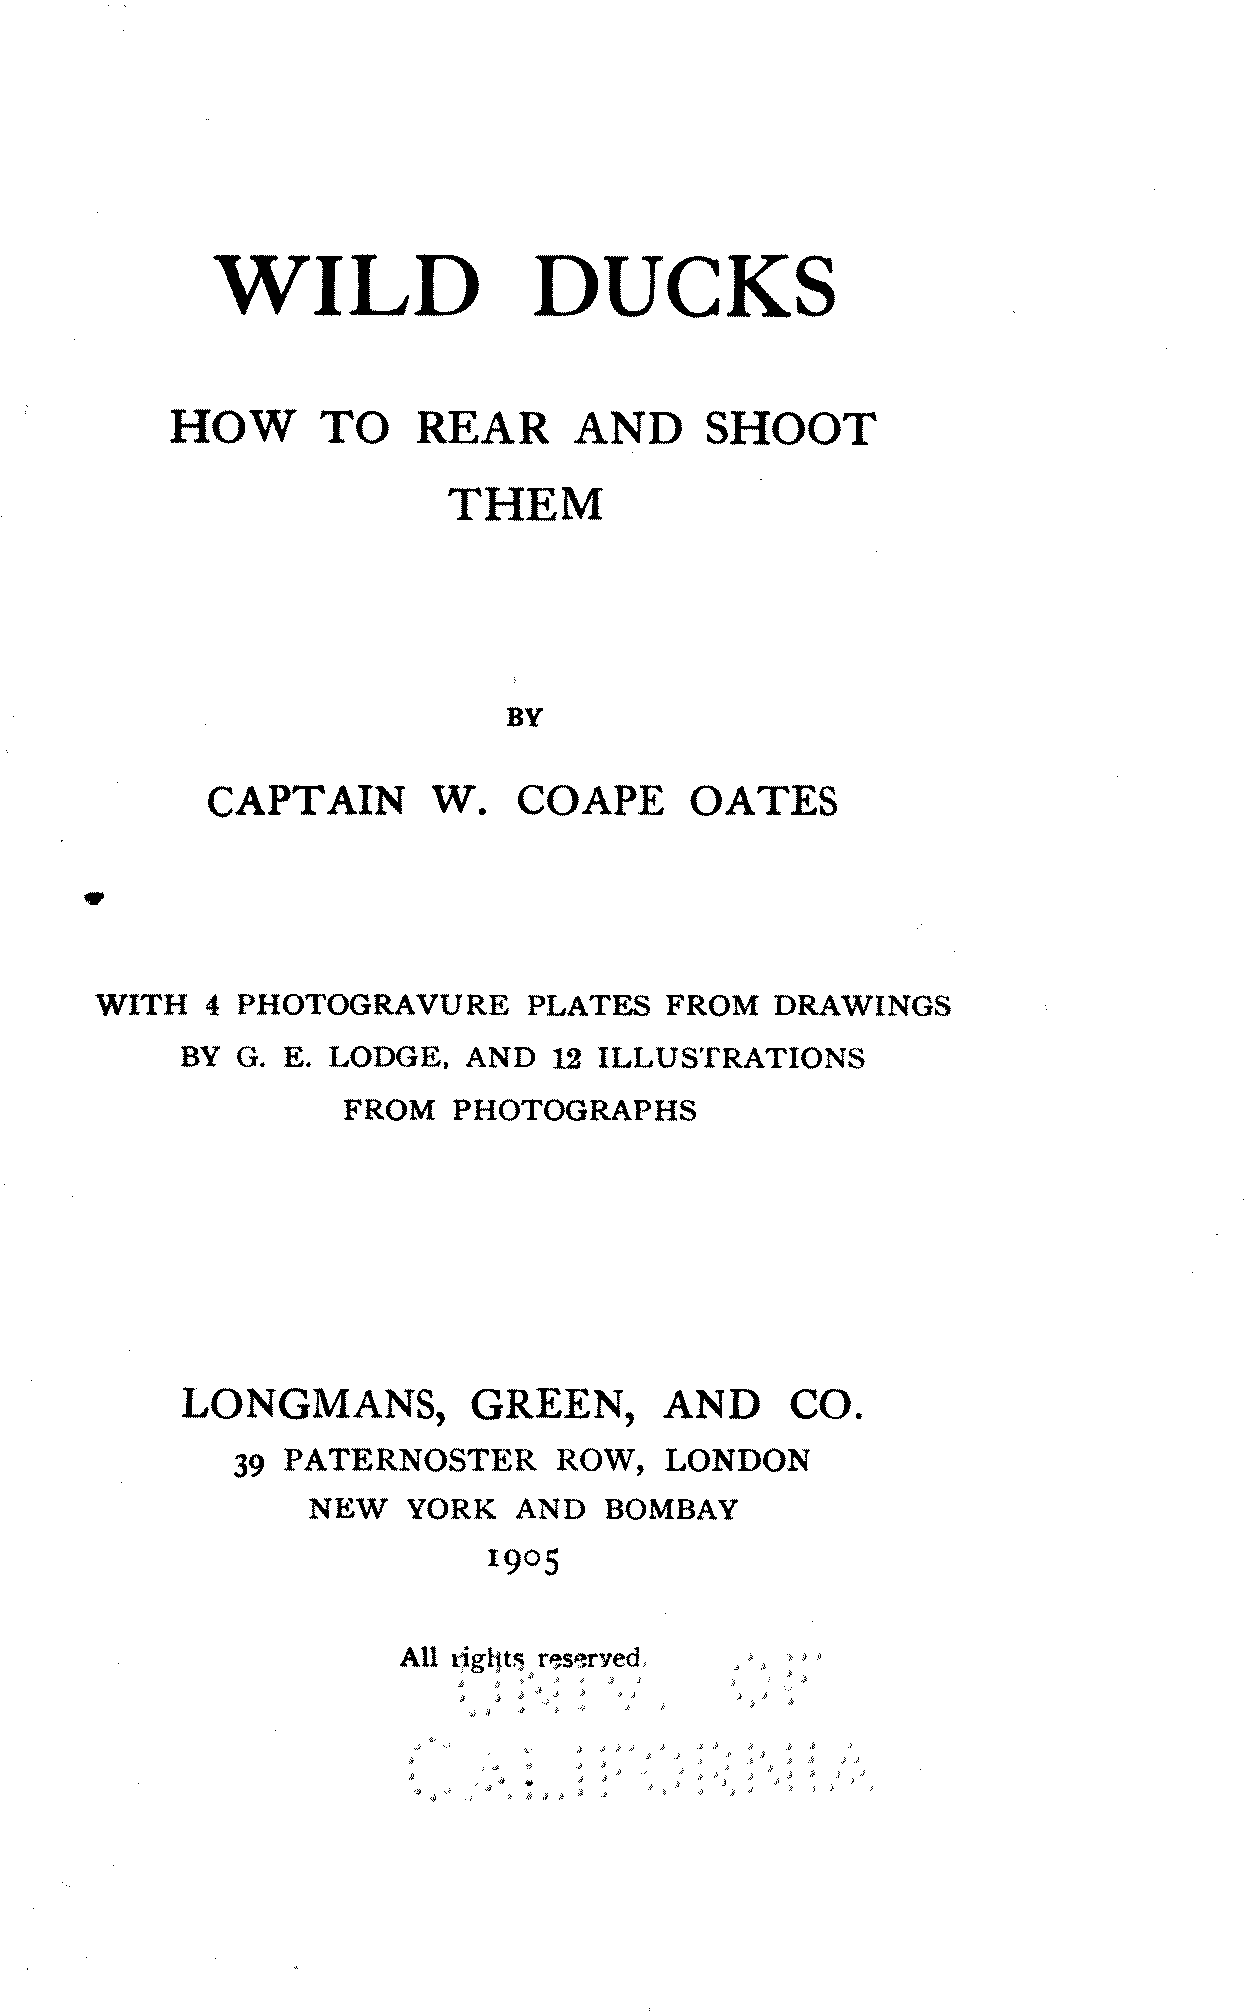 WILD DUCKS
HOW TO REAR AND SHOOT
THEM
BY
CAPTAIN W. COAPE OATES
WITH 4 PHOTOGRAVURE PLATES FROM DRAWINGS
BY G. E. LODGE, AND 12 ILLUSTRATIONS
FROM PHOTOGRAPHS
LONGMANS, GREEN, AND CO.
39 PATERNOSTER ROW, LONDON
NEW YORK AND BOMBAY
1905
All rights reserved
UNIV. OF
CALIFORNIA